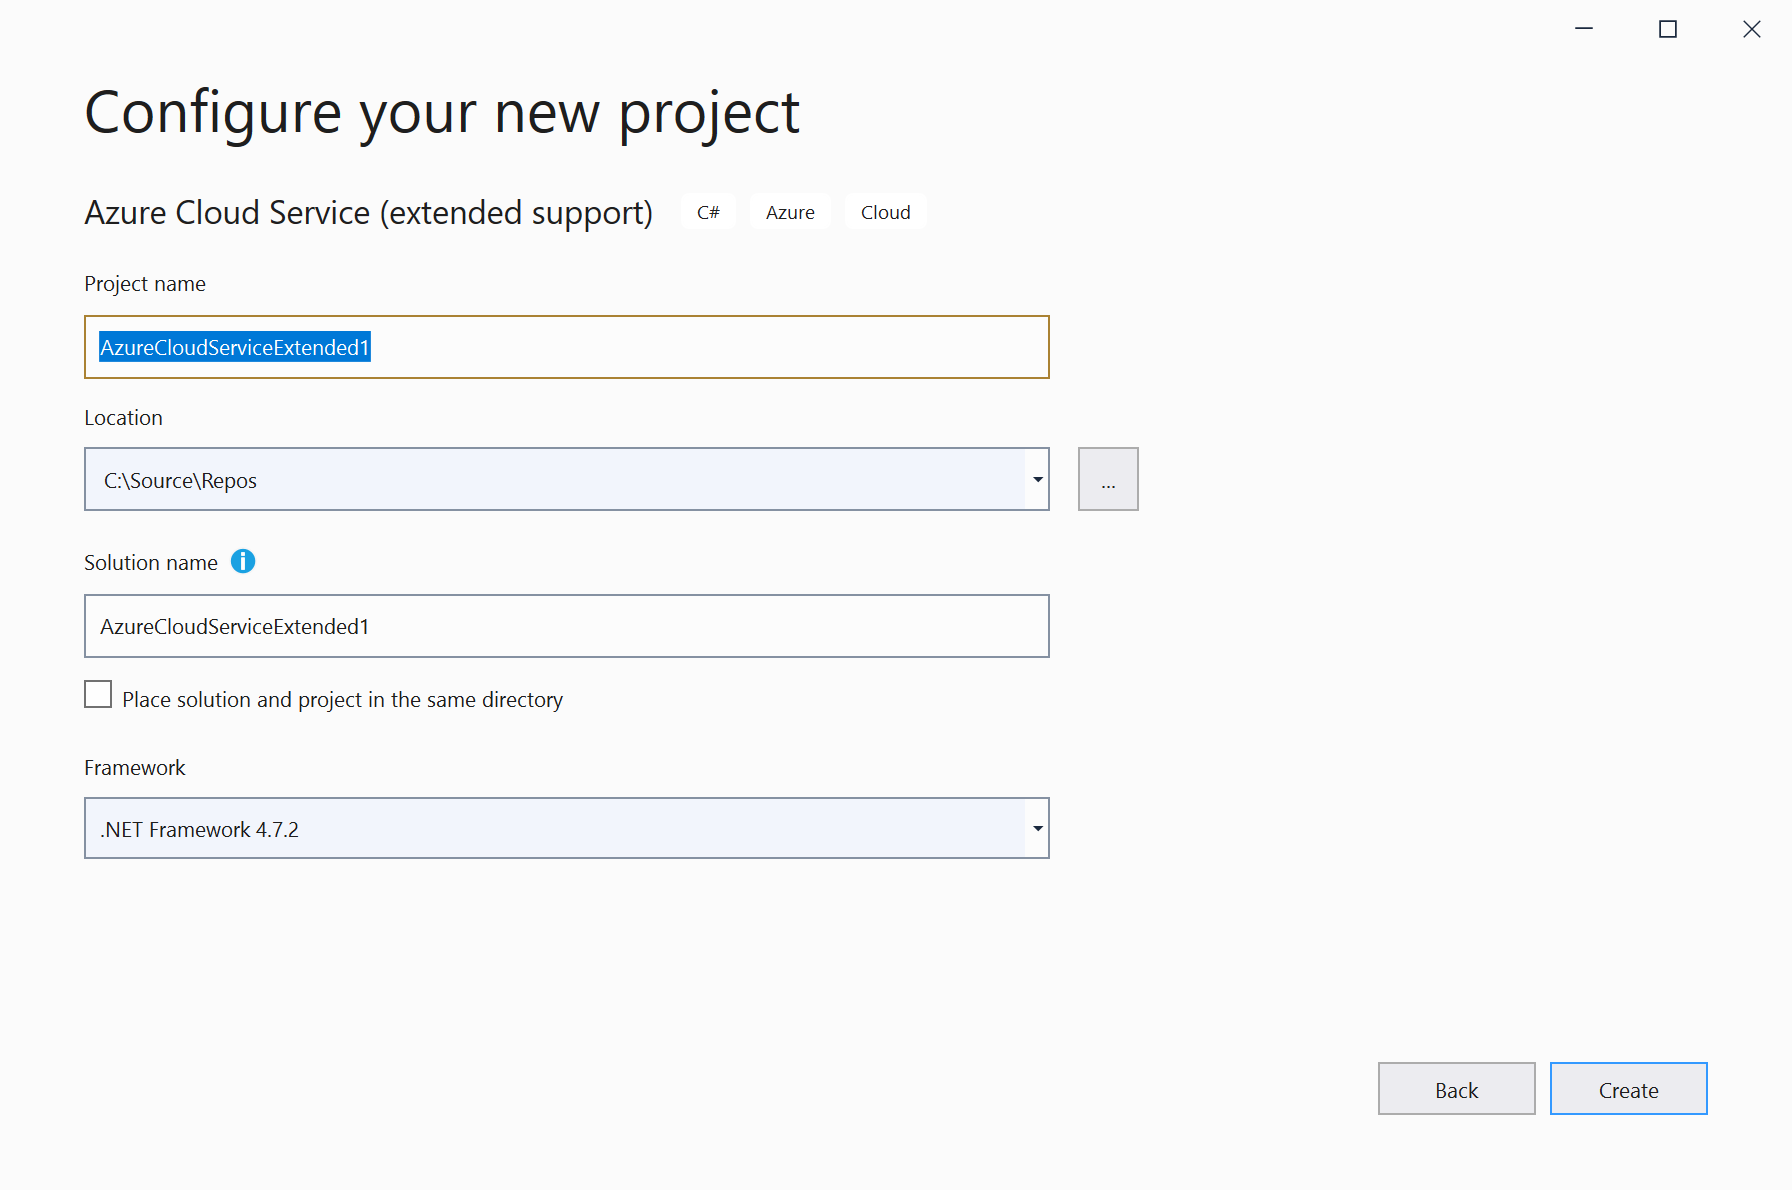 Configure your new project
Azure Cloud Service (extended support) C# Azure Cloud
Project name
AzureCloudServiceExtended1
Location
C:\Source\Repos
...
Solution name
AzureCloudServiceExtended1
Place solution and project in the same directory
Framework
.NET Framework 4.7.2
Back Create